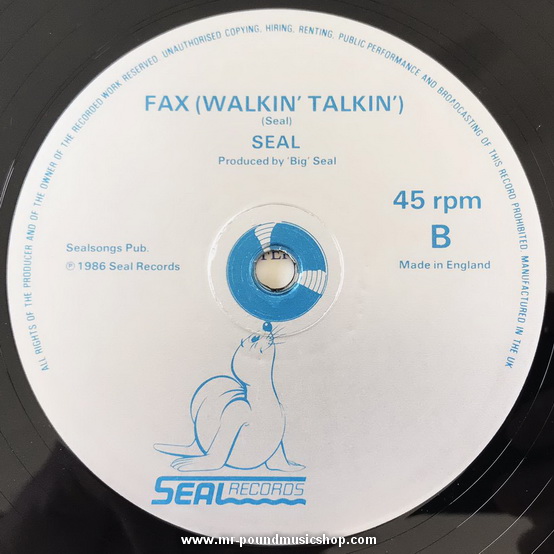 ALL RIGHTS OF THE PRODUCER AND OF THE OWNER OF THE RECORDED WORK RESERVED. UNAUTHORISED COPYING, HIRING, RENTING, PUBLIC PERFORMANCE AND BROADCASTING OF THIS RECORD PROHIBITED. MANUFACTURED IN THE UK
FAX (WALKIN' TALKIN')
(Seal)
SEAL
Produced by 'Big' Seal
45 rpm
B
Made in England
Sealsongs Pub.
℗ 1986 Seal Records
SEAL RECORDS
www.mr-poundmusicshop.com